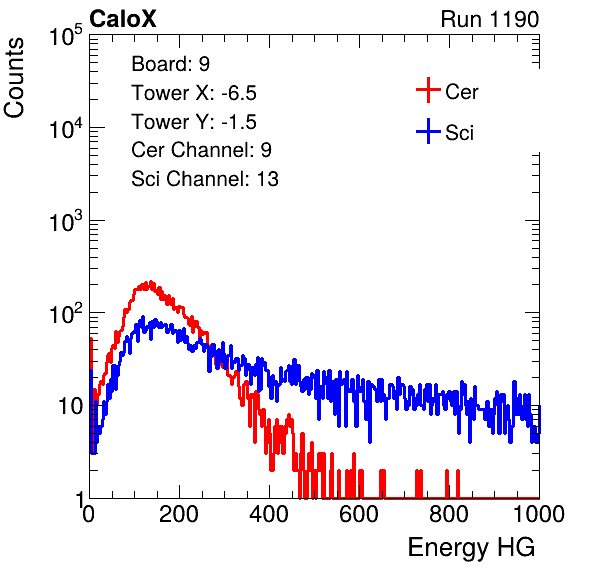 CaloX Run 1190
Counts
10^5
10^4
10^3
10^2
10
1
Board: 9
Tower X: -6.5
Tower Y: -1.5
Cer Channel: 9
Sci Channel: 13
Cer
Sci
0 200 400 600 800 1000
Energy HG